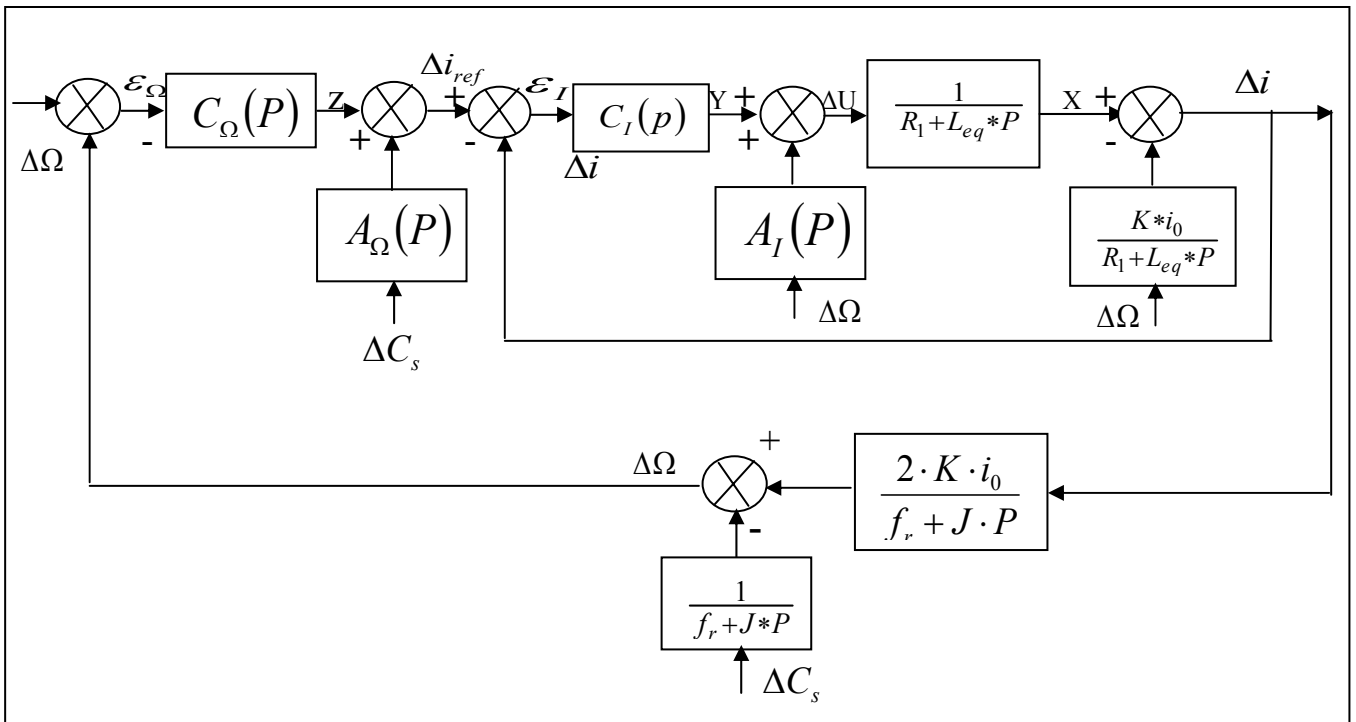 ε_Ω
C_Ω(P)
Z
+
Δi_ref
+
ε_I
C_I(p)
Y
+
ΔU
1
R_1+L_eq*P
X
+
Δi
-
+
-
Δi
+
-
ΔΩ
A_Ω(P)
A_I(P)
K*i_0
R_1+L_eq*P
ΔC_s
ΔΩ
ΔΩ
ΔΩ
+
2·K·i_0
f_r+J·P
-
1
f_r+J*P
ΔC_s